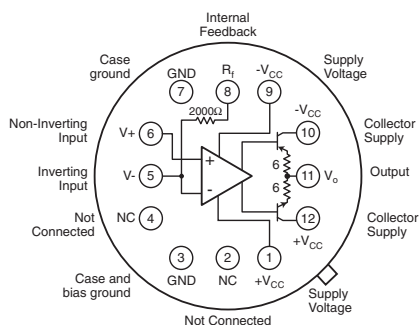 Internal
Feedback
Case
ground
Supply
Voltage
GND
Rf
-VCC
7
8
9
2000Ω
-VCC
Non-Inverting
Input
V+
6
10
Collector
Supply
+
6
Inverting
Input
V-
5
-
11
Vo
Output
6
Not
Connected
NC
4
12
Collector
Supply
+VCC
3
2
1
Case and
bias ground
GND
NC
+VCC
Supply
Voltage
Not Connected